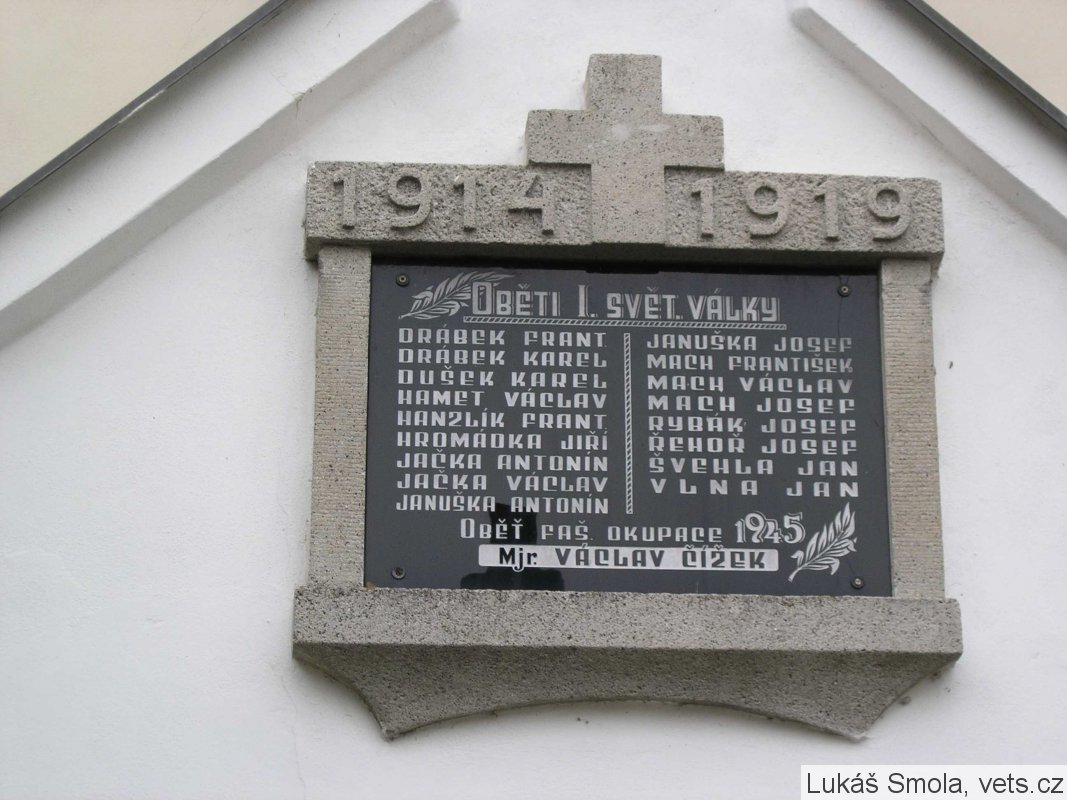 1914 1919
OBĚTI I. SVĚT. VÁLKY
DRÁBEK FRANT.
DRÁBEK KAREL
DUŠEK KAREL
HAMET VÁCLAV
HANZLÍK FRANT
HROMÁDKA JIŘÍ
JAČKA ANTONÍN
JAČKA VÁCLAV
JANUŠKA ANTONÍN
JANUŠKA JOSEF
MACH FRANTIŠEK
MACH VÁCLAV
MACH JOSEF
RYBÁK JOSEF
ŘEHOŘ JOSEF
ŠVEHLA JAN
VLNA JAN
OBĚŤ FAŠ. OKUPACE 1945
Mjr. VÁCLAV ČÍŽEK
Lukáš Smola, vets.cz